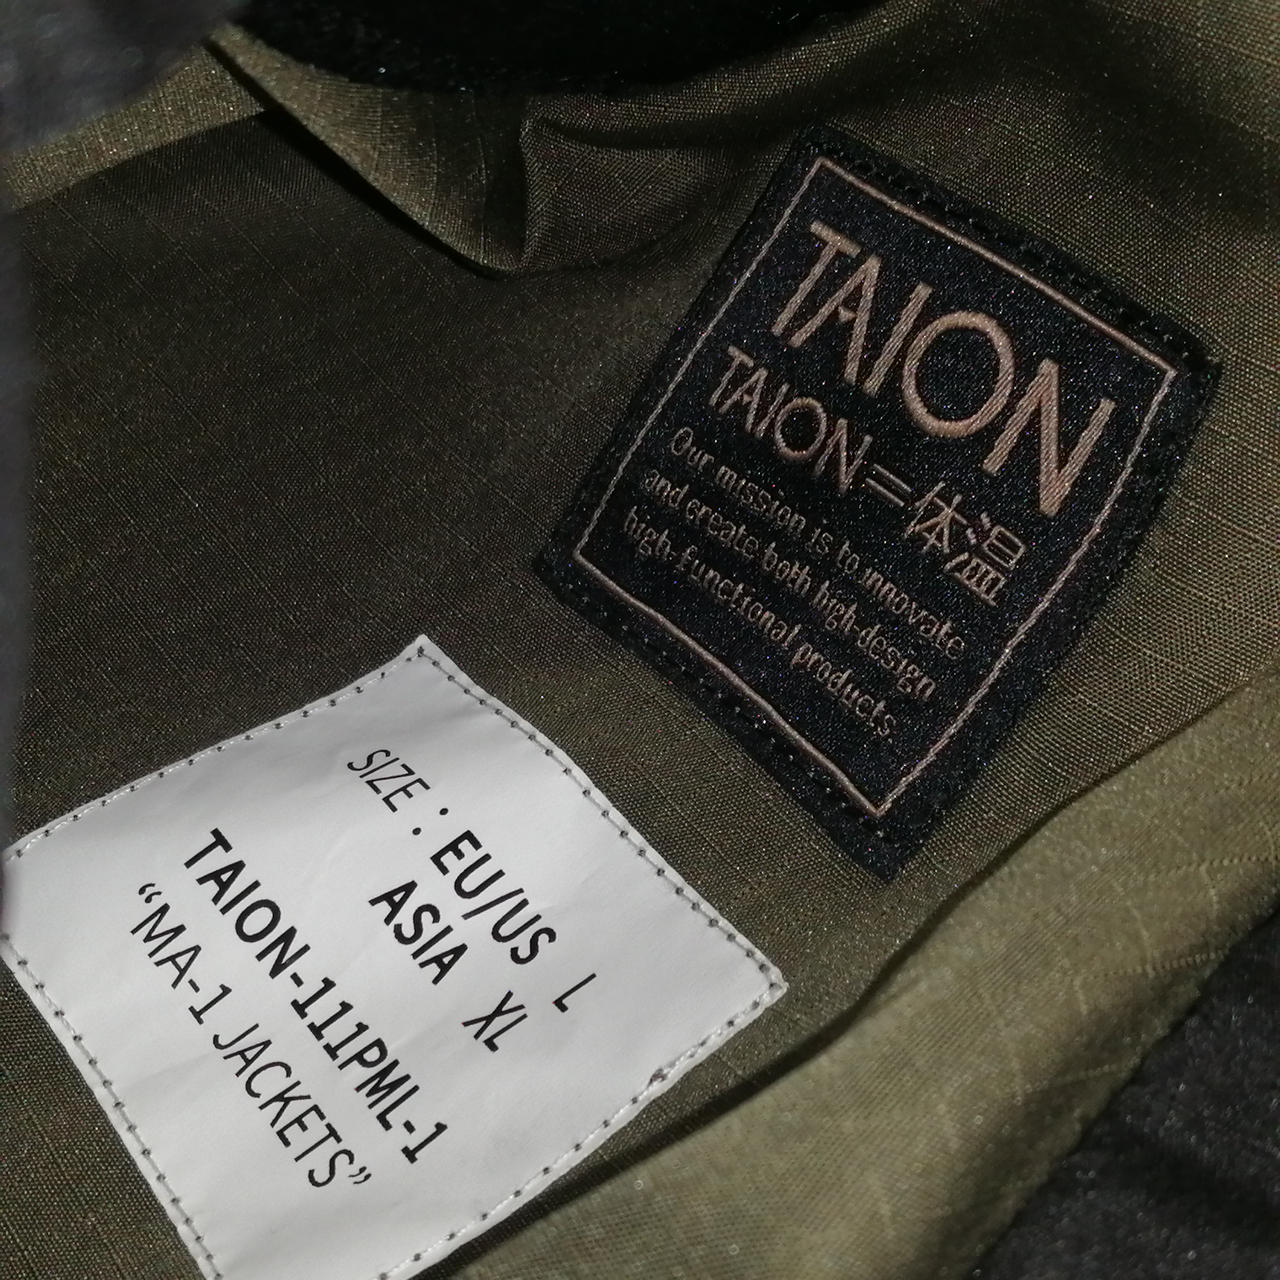 TAION
TAION=体温
Our mission is to innovate
and create both high-design
high-functional products.
SIZE : EU/US L
ASIA XL
TAION-111PML-1
“MA-1 JACKETS”